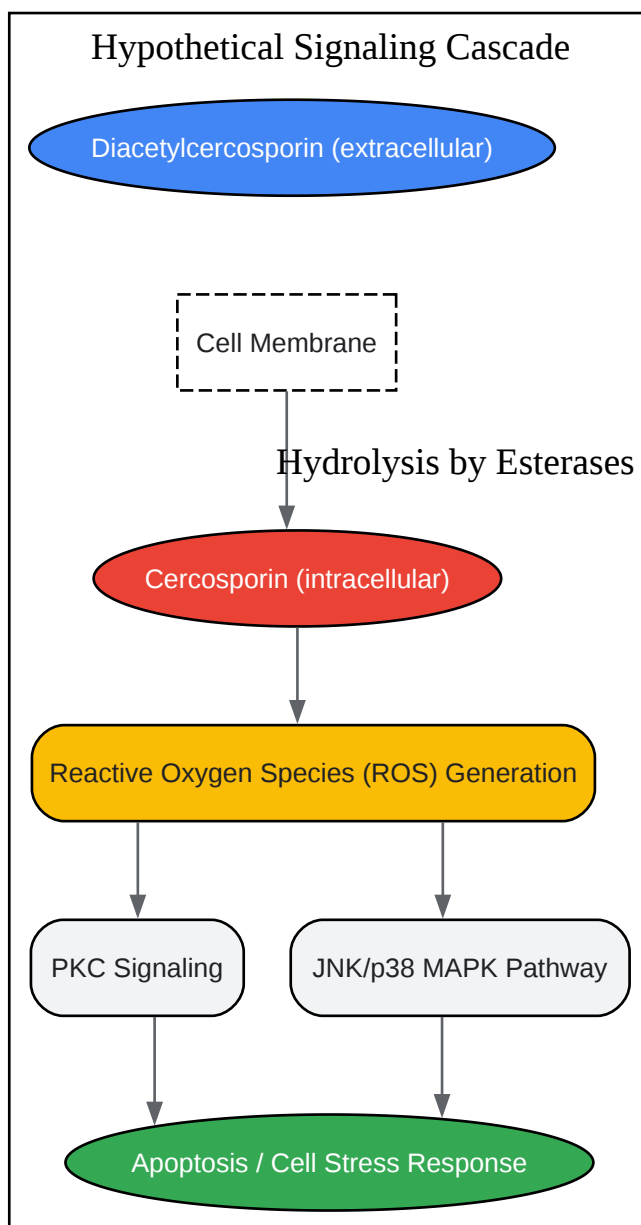 Hypothetical Signaling Cascade
Diacetylcercosporin (extracellular)
Cell Membrane
Hydrolysis by Esterases
Cercosporin (intracellular)
Reactive Oxygen Species (ROS) Generation
PKC Signaling
JNK/p38 MAPK Pathway
Apoptosis / Cell Stress Response